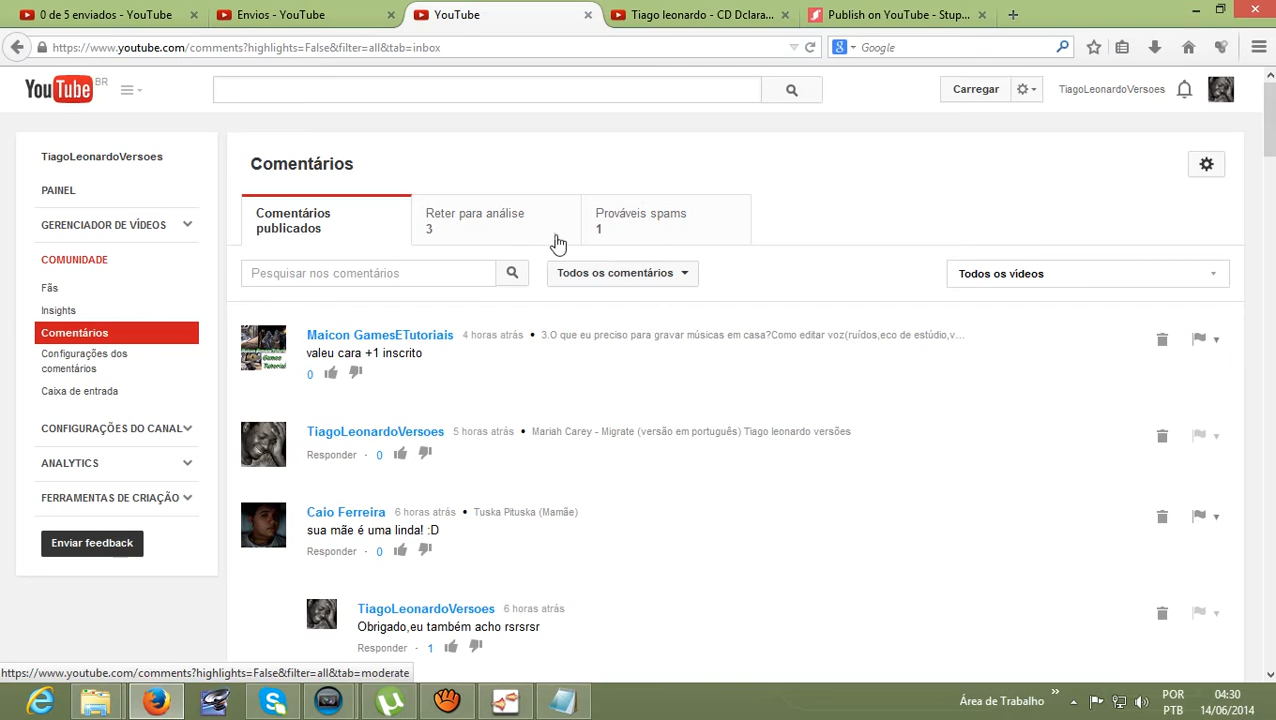 0 de 5 enviados - YouTube
Envios - YouTube
YouTube
Tiago leonardo - CD Dclara...
Publish on YouTube - Stup...
https://www.youtube.com/comments?highlights=False&filter=all&tab=inbox
Google
YouTube BR
Carregar
TiagoLeonardoVersoes
TiagoLeonardoVersoes
PAINEL
GERENCIADOR DE VÍDEOS
COMUNIDADE
Fãs
Insights
Comentários
Configurações dos
comentários
Caixa de entrada
CONFIGURAÇÕES DO CANAL
ANALYTICS
FERRAMENTAS DE CRIAÇÃO
Enviar feedback
Comentários
Comentários
publicados
Reter para análise
3
Prováveis spams
1
Pesquisar nos comentários
Todos os comentários
Todos os vídeos
Maicon GamesETutoriais 4 horas atrás • 3.O que eu preciso para gravar músicas em casa?Como editar voz(ruídos,eco de estúdio,v...
valeu cara +1 inscrito
0
TiagoLeonardoVersoes 5 horas atrás • Mariah Carey - Migrate (versão em português) Tiago leonardo versões
Responder · 0
Caio Ferreira 6 horas atrás • Tuska Pituska (Mamãe)
sua mãe é uma linda! :D
Responder · 0
TiagoLeonardoVersoes 6 horas atrás
Obrigado,eu também acho rsrsrsr
Responder · 1
https://www.youtube.com/comments?highlights=False&filter=all&tab=moderate
Área de Trabalho
POR
PTB
04:30
14/06/2014